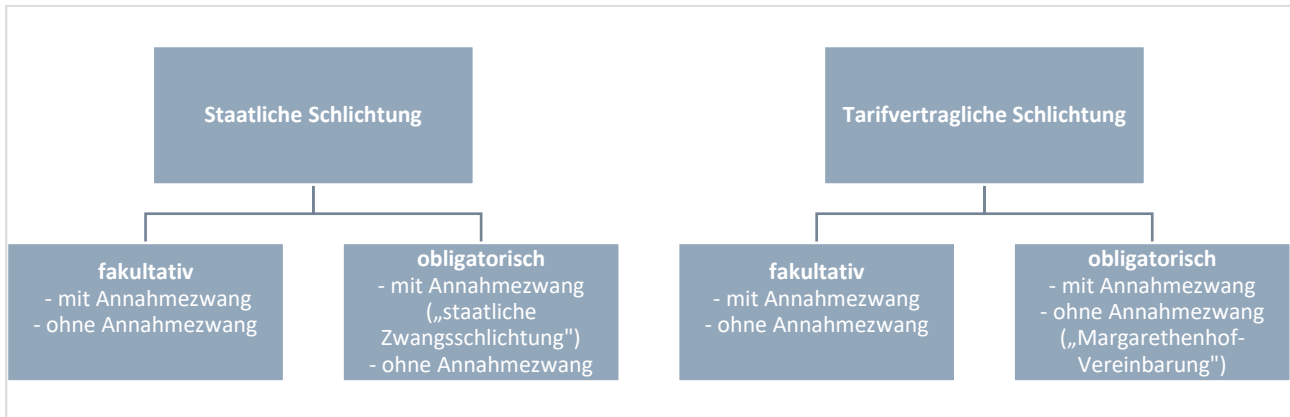 Staatliche Schlichtung
fakultativ
- mit Annahmezwang
- ohne Annahmezwang
obligatorisch
- mit Annahmezwang
(„staatliche
Zwangsschlichtung")
- ohne Annahmezwang
Tarifvertragliche Schlichtung
fakultativ
- mit Annahmezwang
- ohne Annahmezwang
obligatorisch
- mit Annahmezwang
- ohne Annahmezwang
(„Margarethenhof-
Vereinbarung")